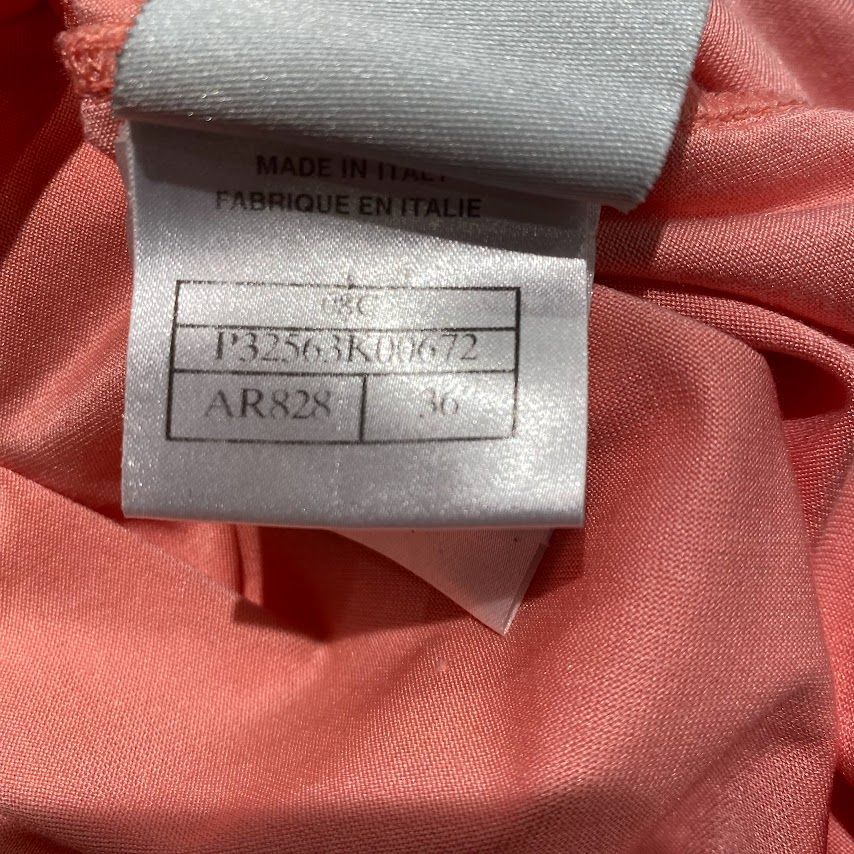 MADE IN ITALY
FABRIQUE EN ITALIE
08C
P32563K00672
AR828 36